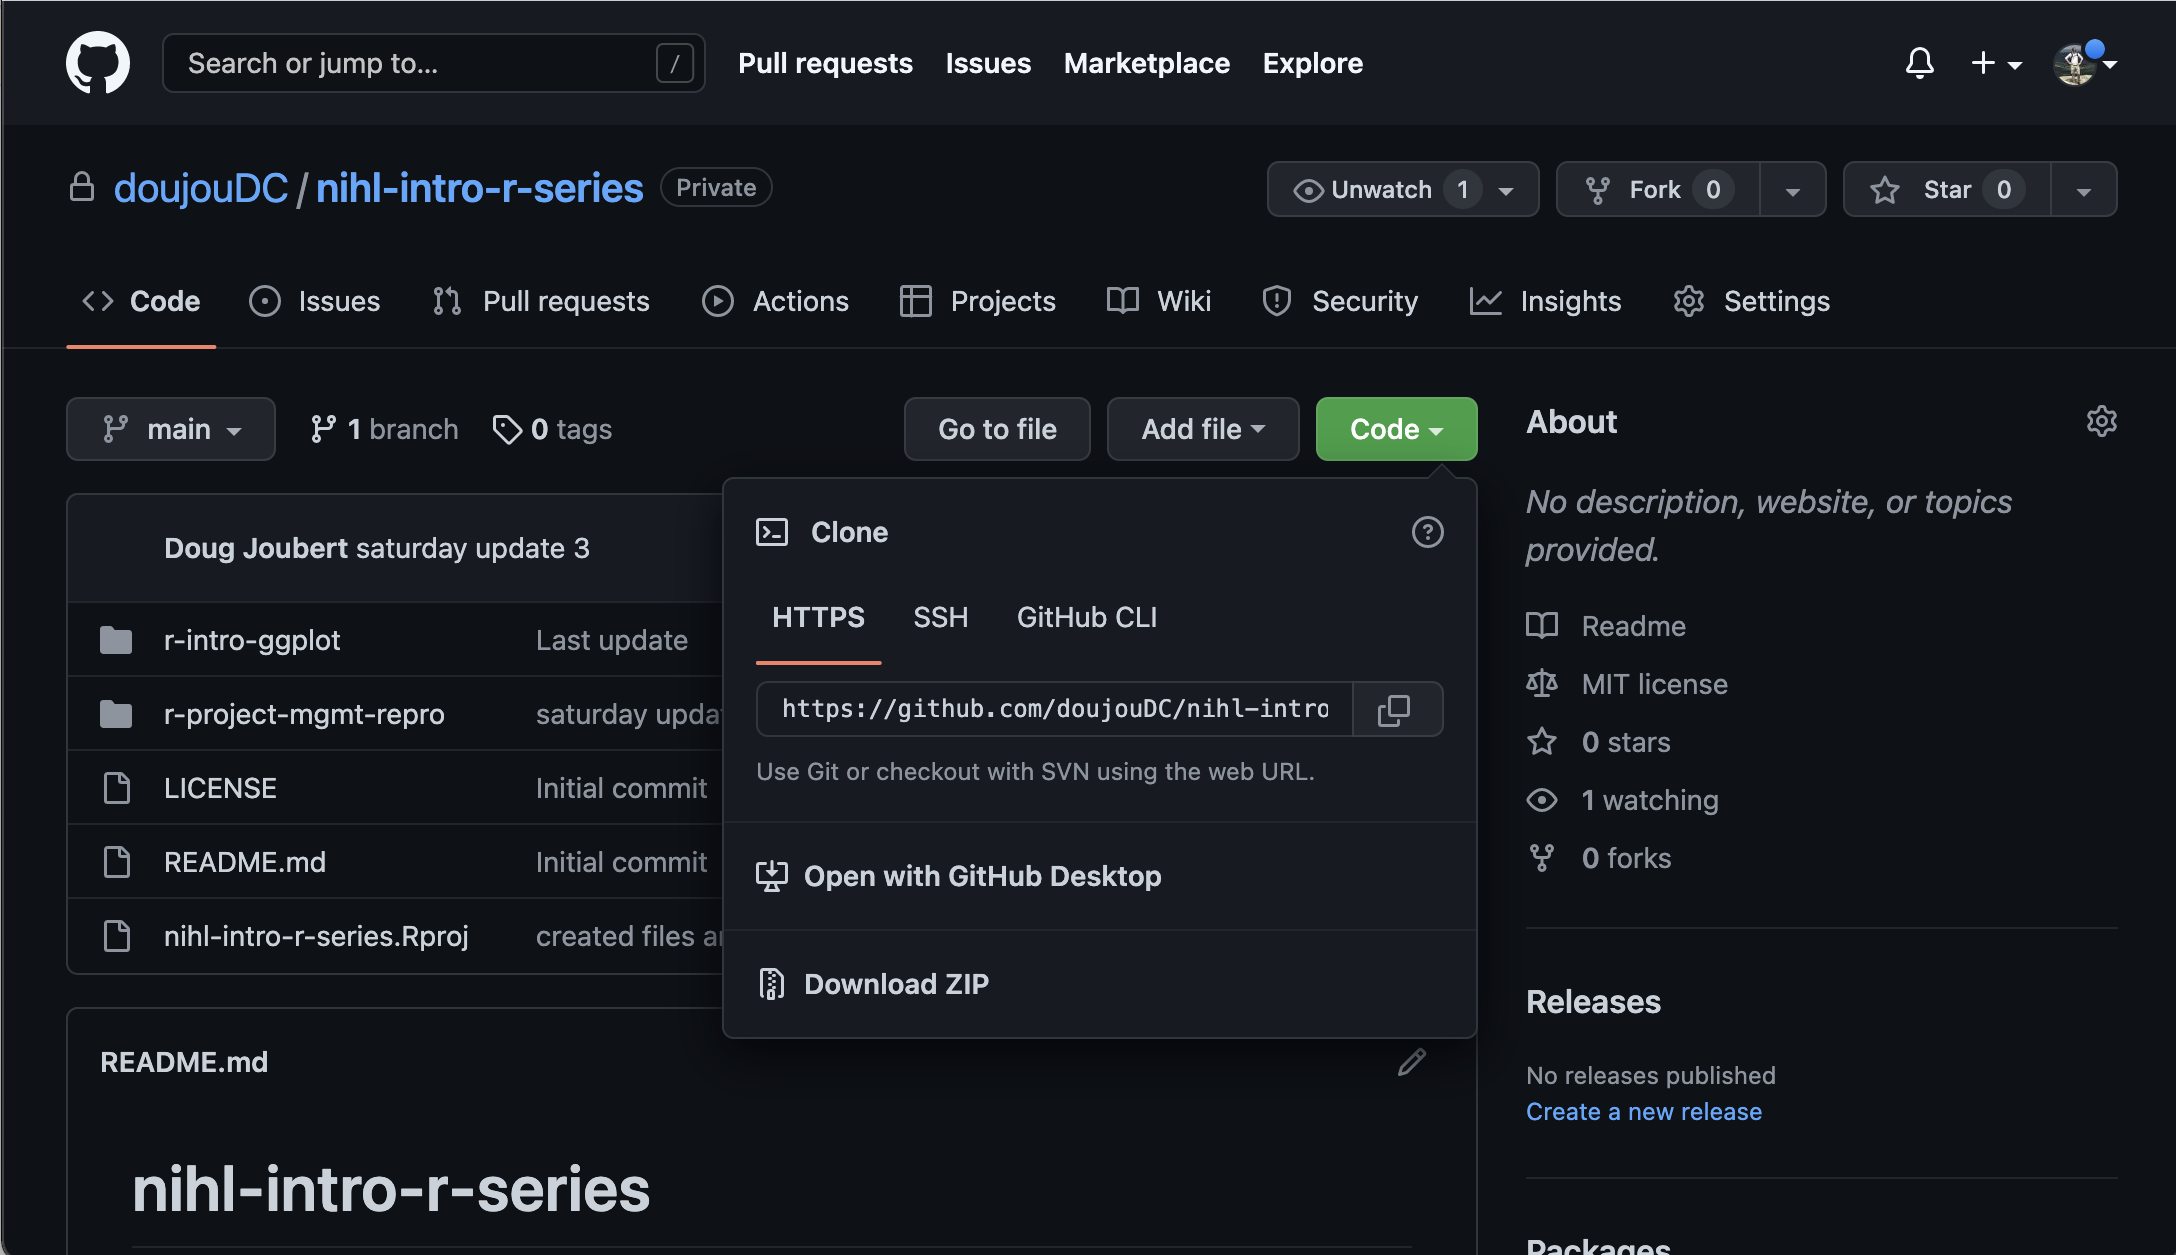 Search or jump to... /
Pull requests Issues Marketplace Explore
doujouDC / nihl-intro-r-series Private
Unwatch 1 Fork 0 Star 0
Code Issues Pull requests Actions Projects Wiki Security Insights Settings
main 1 branch 0 tags Go to file Add file Code
Doug Joubert saturday update 3
r-intro-ggplot Last update
r-project-mgmt-repro saturday updat
LICENSE Initial commit
README.md Initial commit
nihl-intro-r-series.Rproj created files an
Clone
HTTPS SSH GitHub CLI
https://github.com/doujouDC/nihl-intro
Use Git or checkout with SVN using the web URL.
Open with GitHub Desktop
Download ZIP
README.md
nihl-intro-r-series
About
No description, website, or topics
provided.
Readme
MIT license
0 stars
1 watching
0 forks
Releases
No releases published
Create a new release
Packages